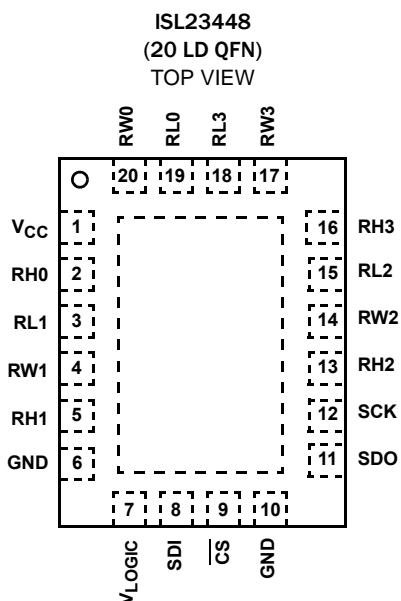 ISL23448
(20 LD QFN)
TOP VIEW
RW0 RL0 RL3 RW3
20 19 18 17
VCC 1 16 RH3
RH0 2 15 RL2
RL1 3 14 RW2
RW1 4 13 RH2
RH1 5 12 SCK
GND 6 11 SDO
7 8 9 10
VLOGIC SDI CS GND